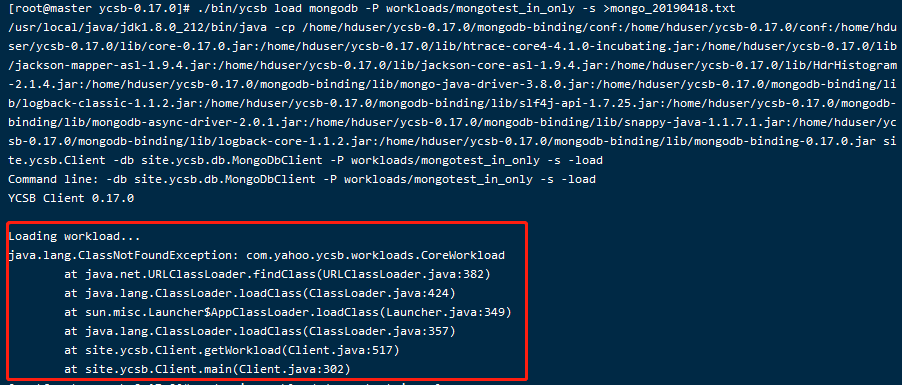 [root@master ycsb-0.17.0]# ./bin/ycsb load mongodb -P workloads/mongotest_in_only -s >mongo_20190418.txt
/usr/local/java/jdk1.8.0_212/bin/java -cp /home/hduser/ycsb-0.17.0/mongodb-binding/conf:/home/hduser/ycsb-0.17.0/conf:/home/hdu
ser/ycsb-0.17.0/lib/core-0.17.0.jar:/home/hduser/ycsb-0.17.0/lib/htrace-core4-4.1.0-incubating.jar:/home/hduser/ycsb-0.17.0/lib
/jackson-mapper-asl-1.9.4.jar:/home/hduser/ycsb-0.17.0/lib/jackson-core-asl-1.9.4.jar:/home/hduser/ycsb-0.17.0/lib/HdrHistogram
-2.1.4.jar:/home/hduser/ycsb-0.17.0/mongodb-binding/lib/mongo-java-driver-3.8.0.jar:/home/hduser/ycsb-0.17.0/mongodb-binding/li
b/logback-classic-1.1.2.jar:/home/hduser/ycsb-0.17.0/mongodb-binding/lib/slf4j-api-1.7.25.jar:/home/hduser/ycsb-0.17.0/mongodb-
binding/lib/mongodb-async-driver-2.0.1.jar:/home/hduser/ycsb-0.17.0/mongodb-binding/lib/snappy-java-1.1.7.1.jar:/home/hduser/yc
sb-0.17.0/mongodb-binding/lib/logback-core-1.1.2.jar:/home/hduser/ycsb-0.17.0/mongodb-binding/lib/mongodb-binding-0.17.0.jar si
te.ycsb.Client -db site.ycsb.db.MongoDbClient -P workloads/mongotest_in_only -s -load
Command line: -db site.ycsb.db.MongoDbClient -P workloads/mongotest_in_only -s -load
YCSB Client 0.17.0
Loading workload...
java.lang.ClassNotFoundException: com.yahoo.ycsb.workloads.CoreWorkload
at java.net.URLClassLoader.findClass(URLClassLoader.java:382)
at java.lang.ClassLoader.loadClass(ClassLoader.java:424)
at sun.misc.Launcher$AppClassLoader.loadClass(Launcher.java:349)
at java.lang.ClassLoader.loadClass(ClassLoader.java:357)
at site.ycsb.Client.getWorkload(Client.java:517)
at site.ycsb.Client.main(Client.java:302)